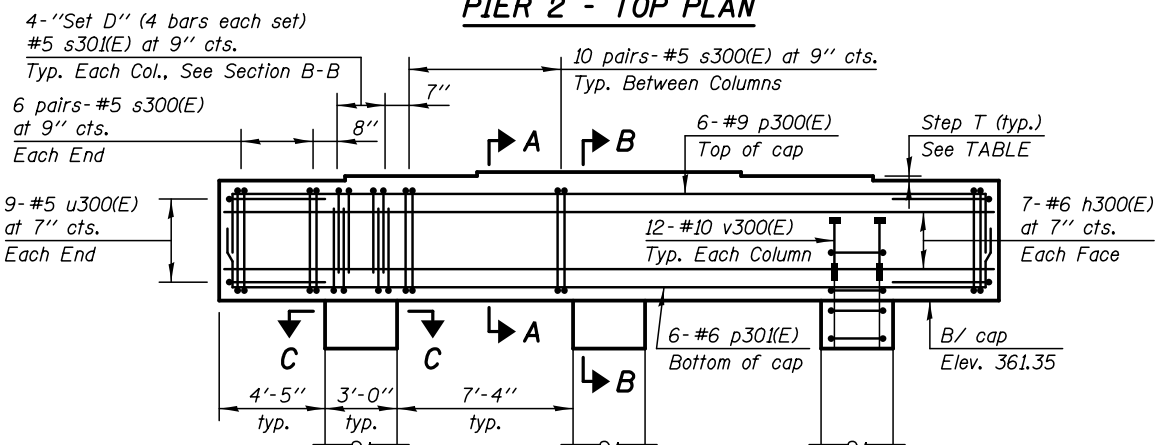 PIER 2 - TOP PLAN
4-"Set D" (4 bars each set)
#5 s301(E) at 9" cts.
Typ. Each Col., See Section B-B
10 pairs-#5 s300(E) at 9" cts.
Typ. Between Columns
7"
6 pairs-#5 s300(E)
at 9" cts.
Each End
8"
A
B
6-#9 p300(E)
Top of cap
Step T (typ.)
See TABLE
9-#5 u300(E)
at 7" cts.
Each End
12-#10 v300(E)
Typ. Each Column
7-#6 h300(E)
at 7" cts.
Each Face
C
C
A
B
6-#6 p301(E)
Bottom of cap
B/ cap
Elev. 361.35
4'-5"
typ.
3'-0"
typ.
7'-4"
typ.